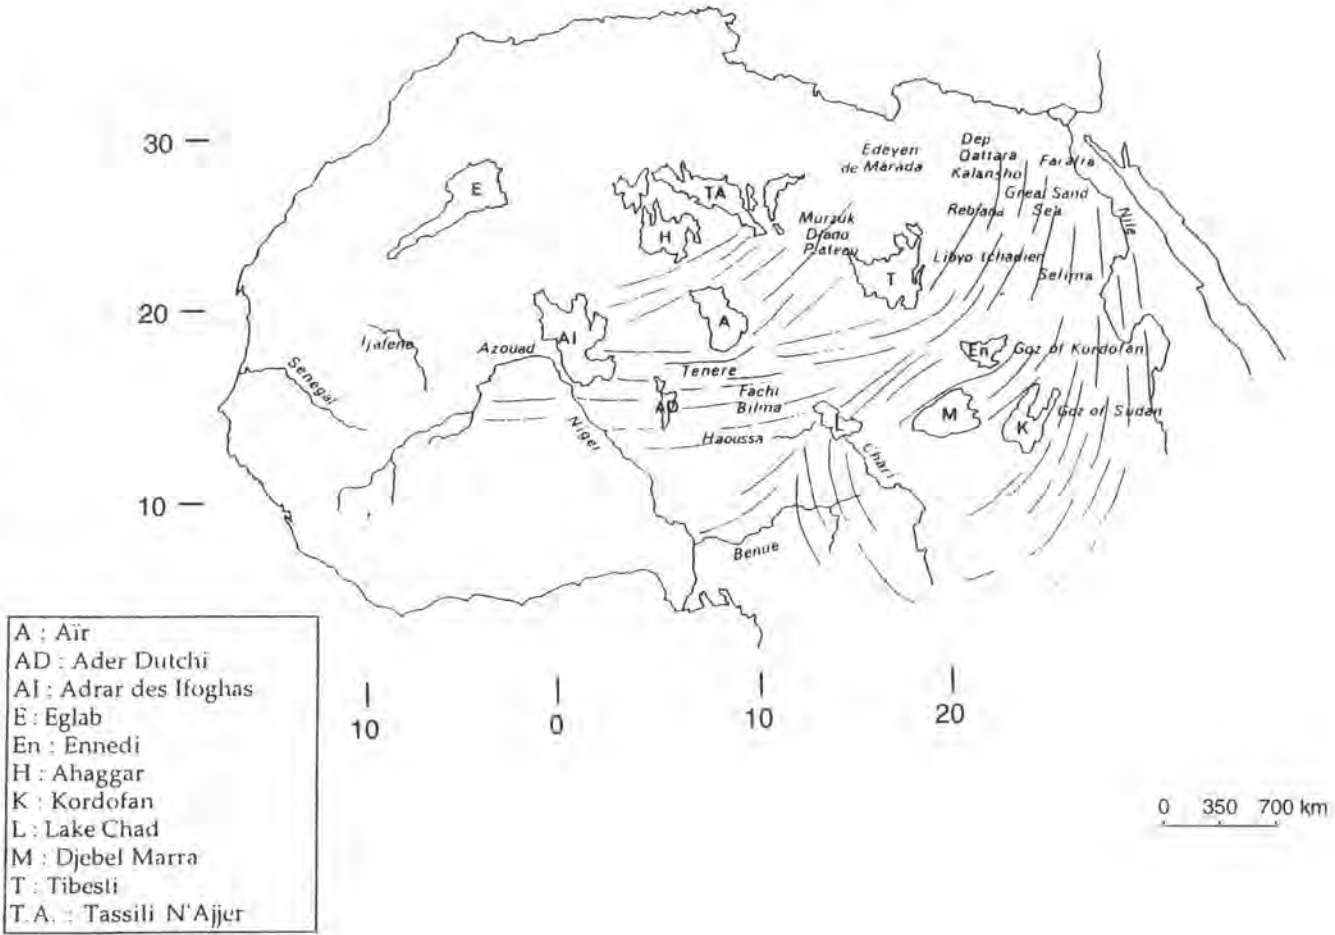 30
20
10
E
TA
H
Edeyen
de Marada
Dep
Qattara
Kalansho
Farafra
Great Sand
Sea
Rebiana
Nile
Murzuk
Djado
Plateau
T
Libyo tchadier
Selima
AI
A
Ijafene
Azouad
Senegal
Tenere
En
Goz of Kurdofan
Fachi
Bilma
AD
Niger
Haoussa
L
Chari
M
K
Goz of Sudan
Benue
A : Aïr
AD : Ader Dutchi
AI : Adrar des Ifoghas
E : Eglab
En : Ennedi
H : Ahaggar
K : Kordofan
L : Lake Chad
M : Djebel Marra
T : Tibesti
T.A. : Tassili N'Ajjer
10
0
10
20
0 350 700 km